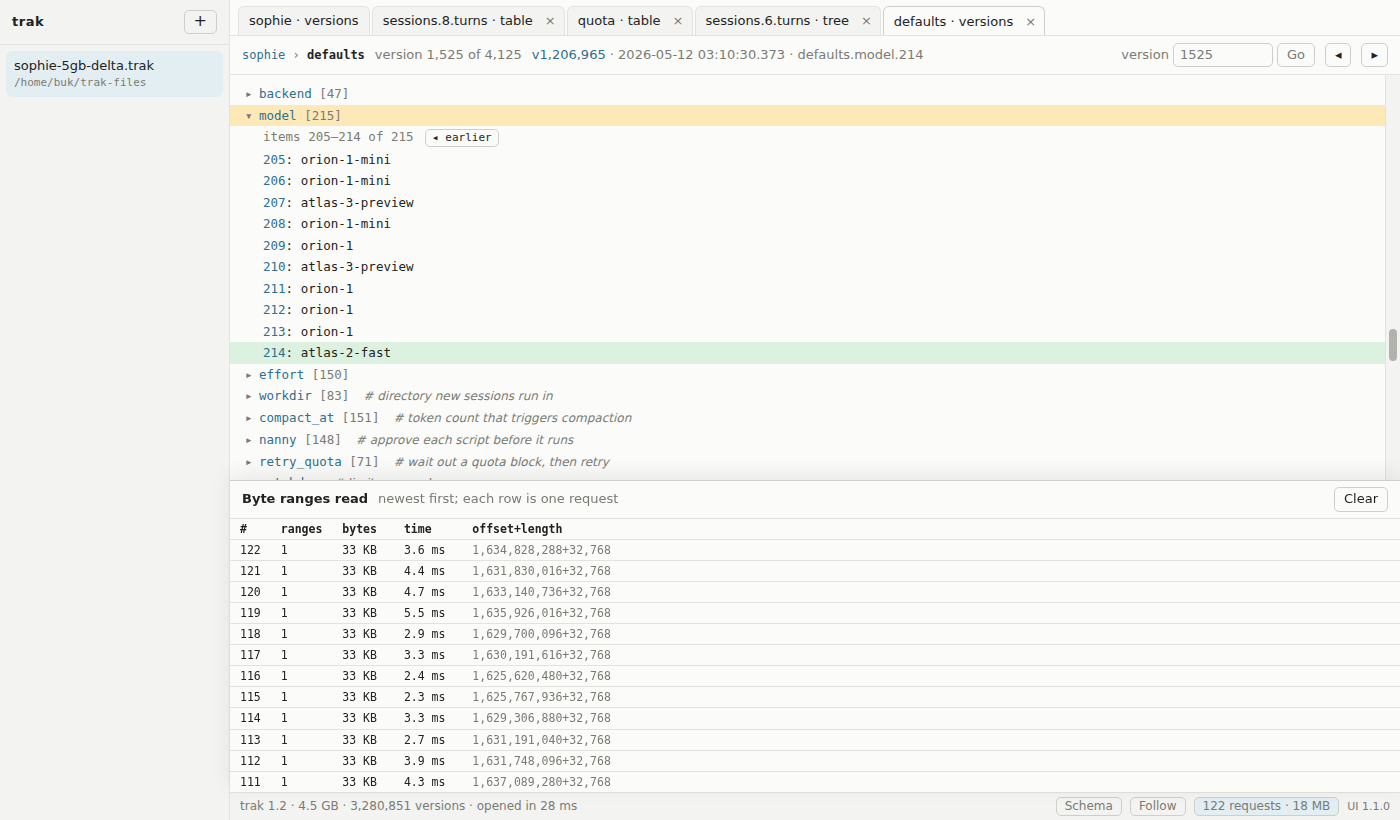 trak +
sophie-5gb-delta.trak
/home/buk/trak-files
sophie · versions sessions.8.turns · table × quota · table × sessions.6.turns · tree × defaults · versions ×
sophie › defaults version 1,525 of 4,125 v1,206,965 · 2026-05-12 03:10:30.373 · defaults.model.214 version 1525 Go ◂ ▸
▸ backend [47]
▾ model [215]
items 205–214 of 215 ◂ earlier
205: orion-1-mini
206: orion-1-mini
207: atlas-3-preview
208: orion-1-mini
209: orion-1
210: atlas-3-preview
211: orion-1
212: orion-1
213: orion-1
214: atlas-2-fast
▸ effort [150]
▸ workdir [83] # directory new sessions run in
▸ compact_at [151] # token count that triggers compaction
▸ nanny [148] # approve each script before it runs
▸ retry_quota [71] # wait out a quota block, then retry
Byte ranges read newest first; each row is one request Clear
# ranges bytes time offset+length
122 1 33 KB 3.6 ms 1,634,828,288+32,768
121 1 33 KB 4.4 ms 1,631,830,016+32,768
120 1 33 KB 4.7 ms 1,633,140,736+32,768
119 1 33 KB 5.5 ms 1,635,926,016+32,768
118 1 33 KB 2.9 ms 1,629,700,096+32,768
117 1 33 KB 3.3 ms 1,630,191,616+32,768
116 1 33 KB 2.4 ms 1,625,620,480+32,768
115 1 33 KB 2.3 ms 1,625,767,936+32,768
114 1 33 KB 3.3 ms 1,629,306,880+32,768
113 1 33 KB 2.7 ms 1,631,191,040+32,768
112 1 33 KB 3.9 ms 1,631,748,096+32,768
111 1 33 KB 4.3 ms 1,637,089,280+32,768
trak 1.2 · 4.5 GB · 3,280,851 versions · opened in 28 ms Schema Follow 122 requests · 18 MB UI 1.1.0